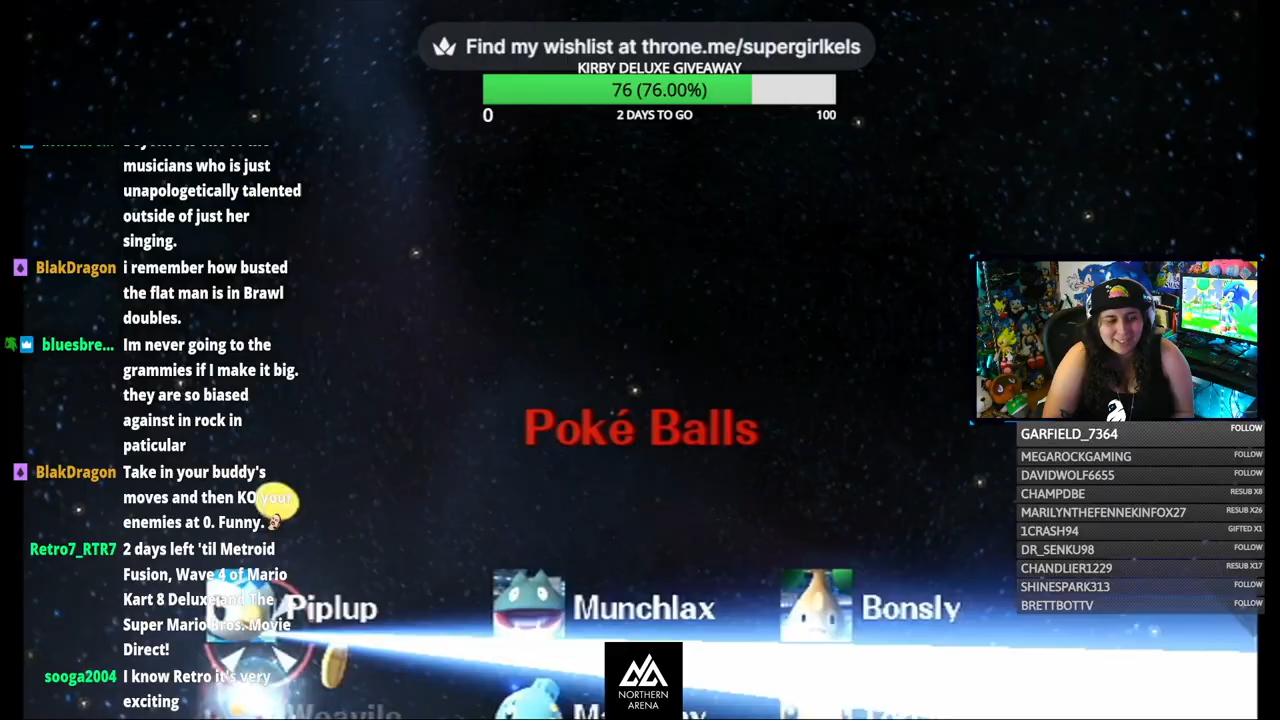 Find my wishlist at throne.me/supergirlkels
KIRBY DELUXE GIVEAWAY
76 (76.00%)
0
2 DAYS TO GO
100
musicians who is just
unapologetically talented
outside of just her
singing.
BlakDragon i remember how busted
the flat man is in Brawl
doubles.
bluesbre... Im never going to the
grammies if I make it big.
they are so biased
against in rock in
paticular
BlakDragon Take in your buddy's
moves and then KO your
enemies at 0. Funny.
Retro7_RTR7 2 days left 'til Metroid
Fusion, Wave 4 of Mario
Kart 8 Deluxe and The
Super Mario Bros. Movie
Direct!
sooga2004 I know Retro it's very
exciting
Poké Balls
Piplup
Munchlax
Bonsly
Weavile
NORTHERN
ARENA
GARFIELD_7364 FOLLOW
MEGAROCKGAMING FOLLOW
DAVIDWOLF6655 FOLLOW
CHAMPDBE RESUB X8
MARILYNTHEFENNEKINFOX27 RESUB X26
1CRASH94 GIFTED X1
DR_SENKU98 FOLLOW
CHANDLIER1229 RESUB X17
SHINESPARK313 FOLLOW
BRETTBOTTV FOLLOW